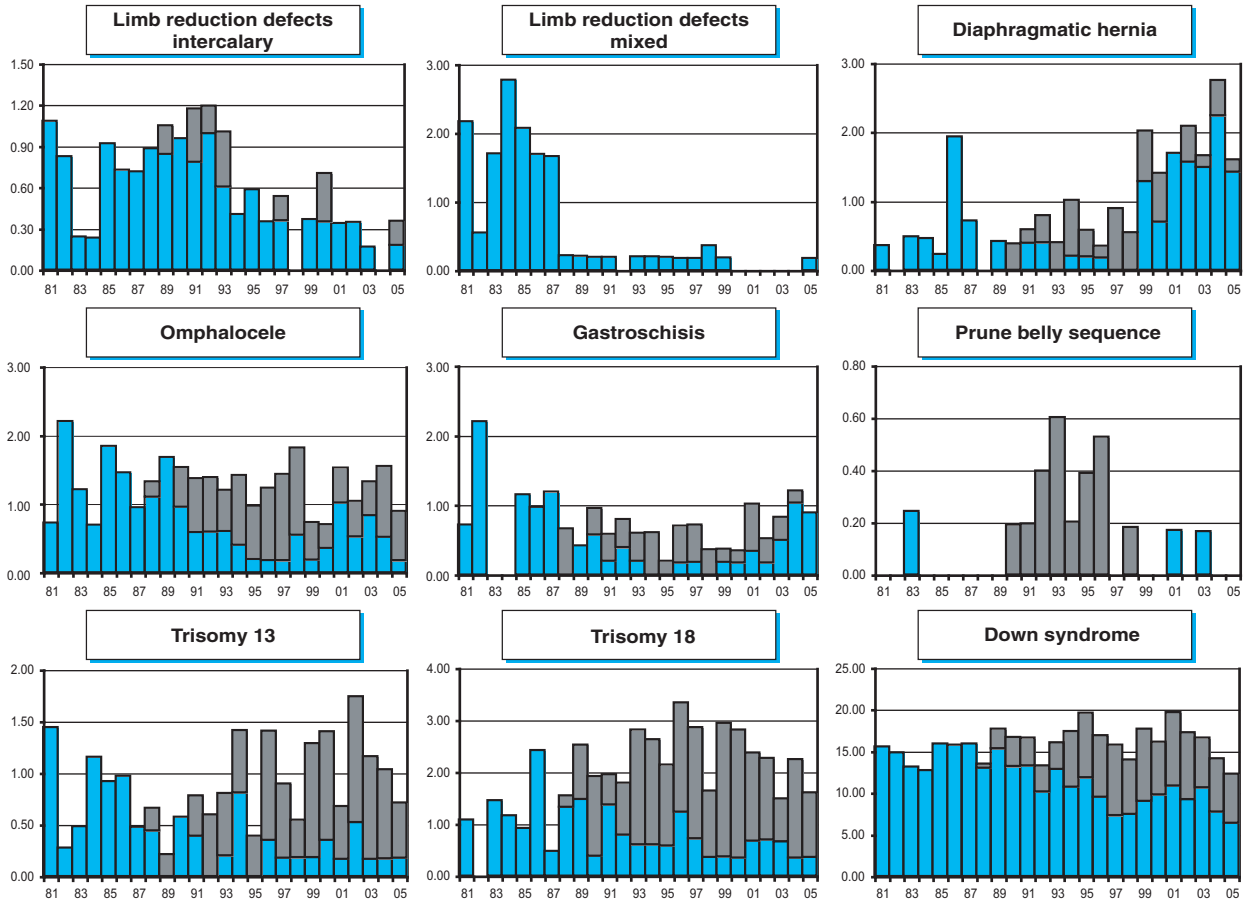 Limb reduction defects
intercalary
1.50
1.20
0.90
0.60
0.30
0.00
81 83 85 87 89 91 93 95 97 99 01 03 05
Limb reduction defects
mixed
3.00
2.00
1.00
0.00
81 83 85 87 89 91 93 95 97 99 01 03 05
Diaphragmatic hernia
3.00
2.00
1.00
0.00
81 83 85 87 89 91 93 95 97 99 01 03 05
Omphalocele
3.00
2.00
1.00
0.00
81 83 85 87 89 91 93 95 97 99 01 03 05
Gastroschisis
3.00
2.00
1.00
0.00
81 83 85 87 89 91 93 95 97 99 01 03 05
Prune belly sequence
0.80
0.60
0.40
0.20
0.00
81 83 85 87 89 91 93 95 97 99 01 03 05
Trisomy 13
2.00
1.50
1.00
0.50
0.00
81 83 85 87 89 91 93 95 97 99 01 03 05
Trisomy 18
4.00
3.00
2.00
1.00
0.00
81 83 85 87 89 91 93 95 97 99 01 03 05
Down syndrome
25.00
20.00
15.00
10.00
5.00
0.00
81 83 85 87 89 91 93 95 97 99 01 03 05